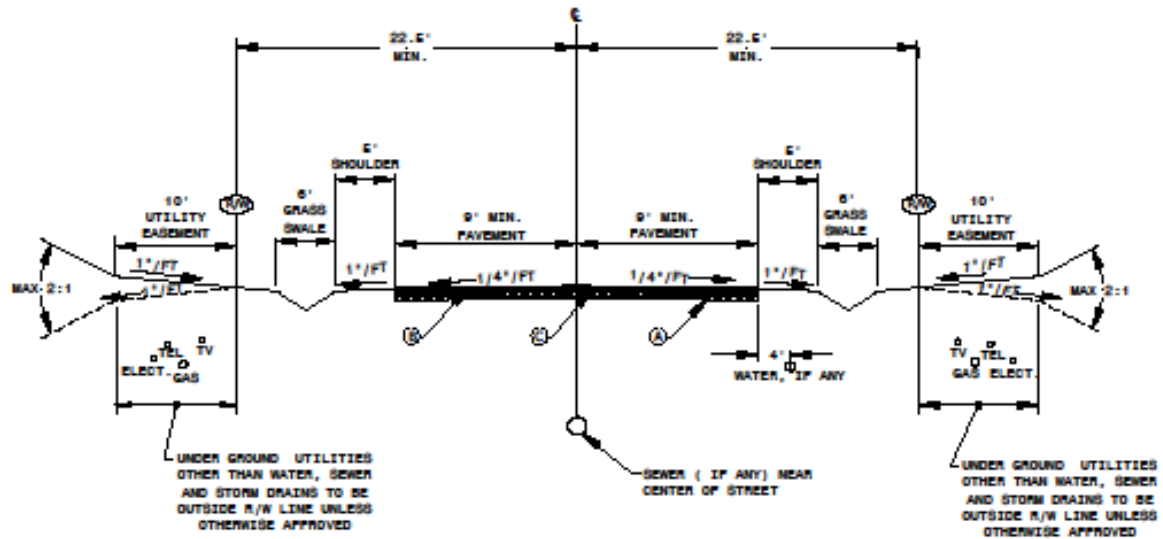 ℄
22.5' 22.5'
MIN. MIN.
5' 5'
SHOULDER SHOULDER
10' 6' 9' MIN. 9' MIN. 6' 10'
UTILITY GRASS PAVEMENT PAVEMENT GRASS UTILITY
EASEMENT SWALE SWALE EASEMENT
R/W R/W
1"/FT 1"/FT 1/4"/FT 1/4"/FT 1"/FT 1"/FT
MAX 2:1 1"/FT 1"/FT MAX 2:1
B C A
TEL TV 4' TV TEL
ELECT. GAS WATER, IF ANY GAS ELECT.
UNDER GROUND UTILITIES
OTHER THAN WATER, SEWER
AND STORM DRAINS TO BE
OUTSIDE R/W LINE UNLESS
OTHERWISE APPROVED
SEWER ( IF ANY) NEAR
CENTER OF STREET
UNDER GROUND UTILITIES
OTHER THAN WATER, SEWER
AND STORM DRAINS TO BE
OUTSIDE R/W LINE UNLESS
OTHERWISE APPROVED